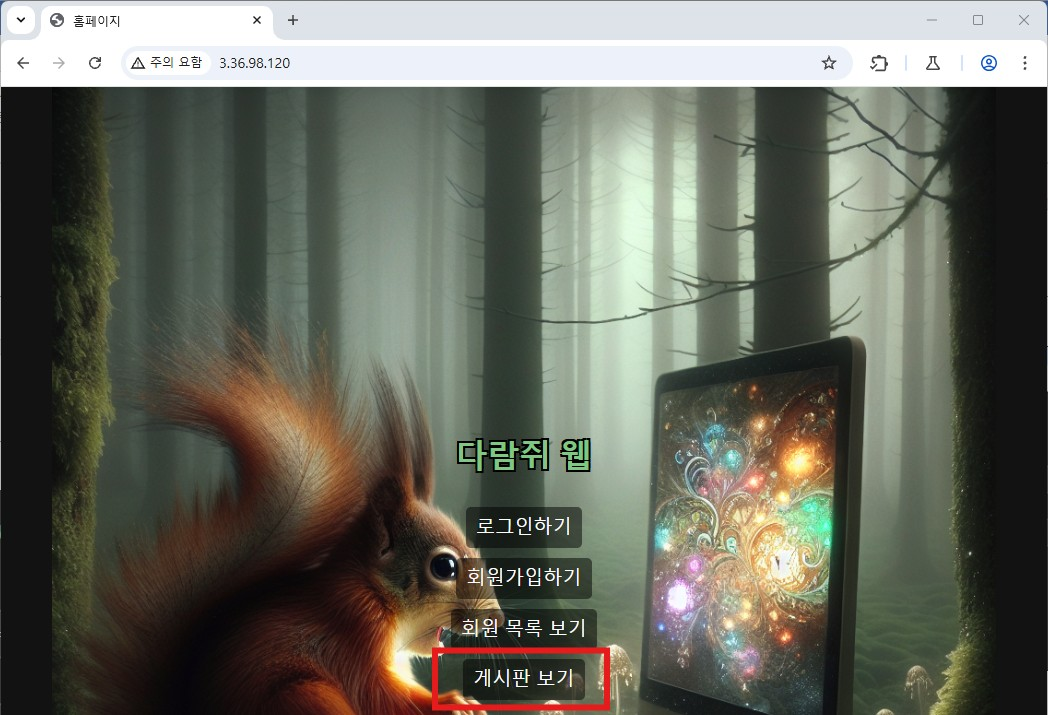 홈페이지
주의 요함 3.36.98.120
다람쥐 웹
로그인하기
회원가입하기
회원 목록 보기
게시판 보기